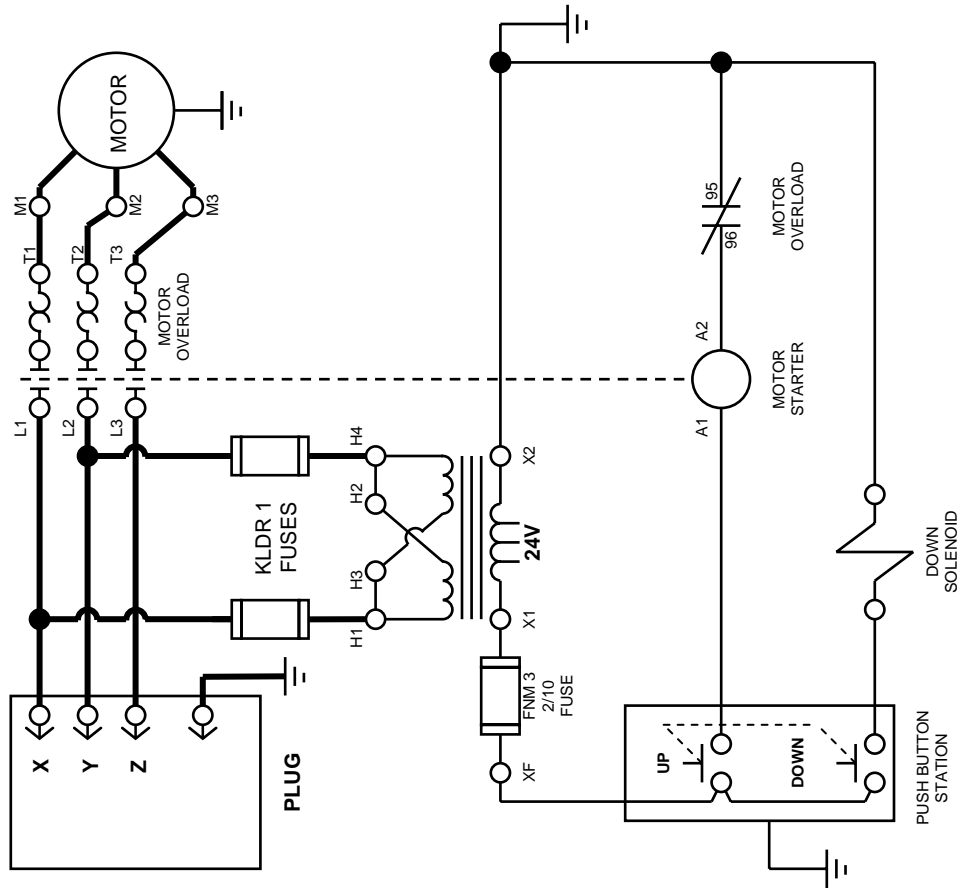 MOTOR
M1
M2
M3
T1
T2
T3
MOTOR
OVERLOAD
L1
L2
L3
X
Y
Z
PLUG
KLDR 1
FUSES
H4
H2
H3
H1
X2
24V
X1
FNM 3
2/10
FUSE
XF
95
96
MOTOR
OVERLOAD
A2
A1
MOTOR
STARTER
UP
DOWN
PUSH BUTTON
STATION
DOWN
SOLENOID